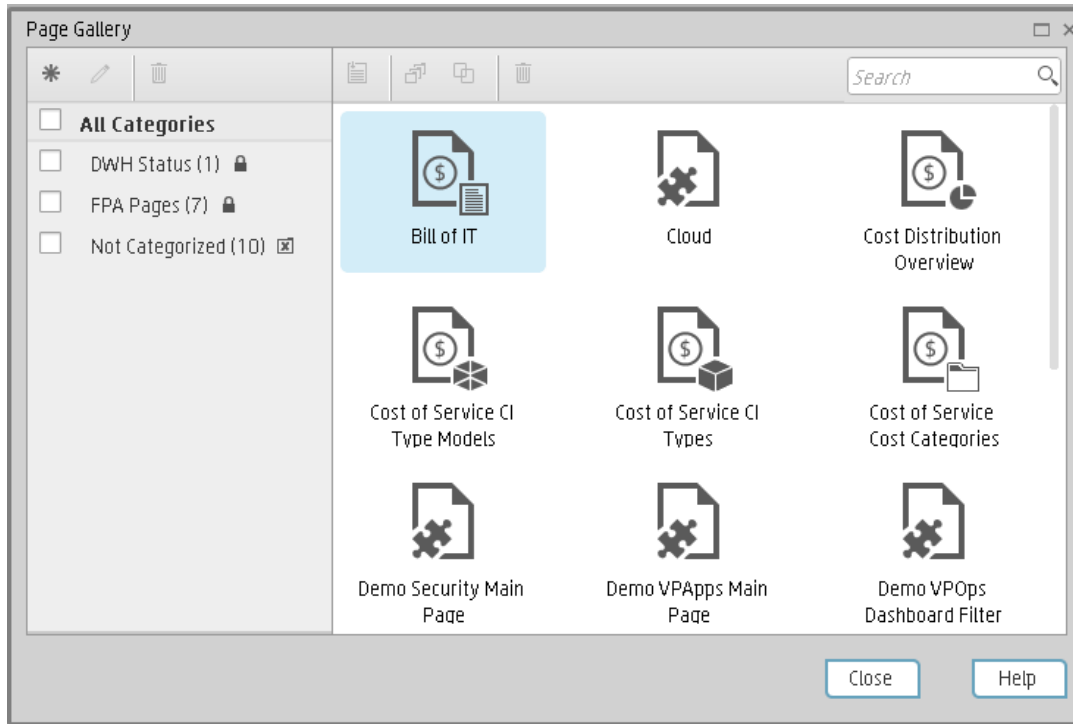 Page Gallery
Search
All Categories
DWH Status (1)
FPA Pages (7)
Not Categorized (10)
Bill of IT
Cloud
Cost Distribution
Overview
Cost of Service CI
Type Models
Cost of Service CI
Types
Cost of Service
Cost Categories
Demo Security Main
Page
Demo VPApps Main
Page
Demo VPOps
Dashboard Filter
Close
Help